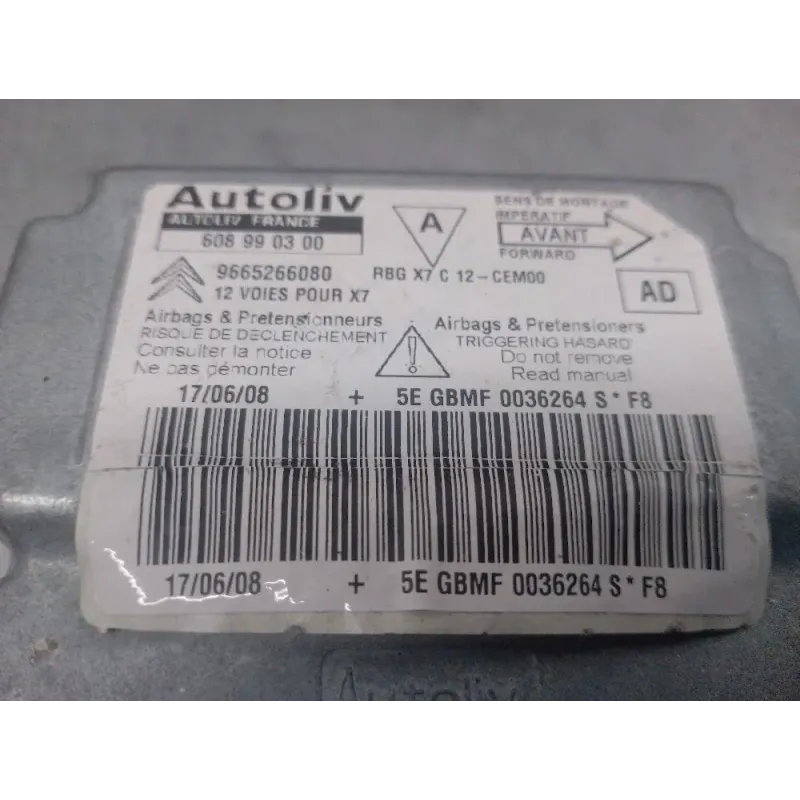 Autoliv
AUTOLIV FRANCE
608 99 03 00
A
SENS DE MONTAGE
IMPERATIF
AVANT
FORWARD
9665266080 RBG X7 C 12-CEM00
12 VOIES POUR X7
AD
Airbags & Pretensionneurs
RISQUE DE DECLENCHEMENT
Consulter la notice
Ne pas démonter
!
Airbags & Pretensioners
TRIGGERING HASARD
Do not remove
Read manual
17/06/08 + 5E GBMF 0036264 S* F8
17/06/08 + 5E GBMF 0036264 S* F8
Autoliv